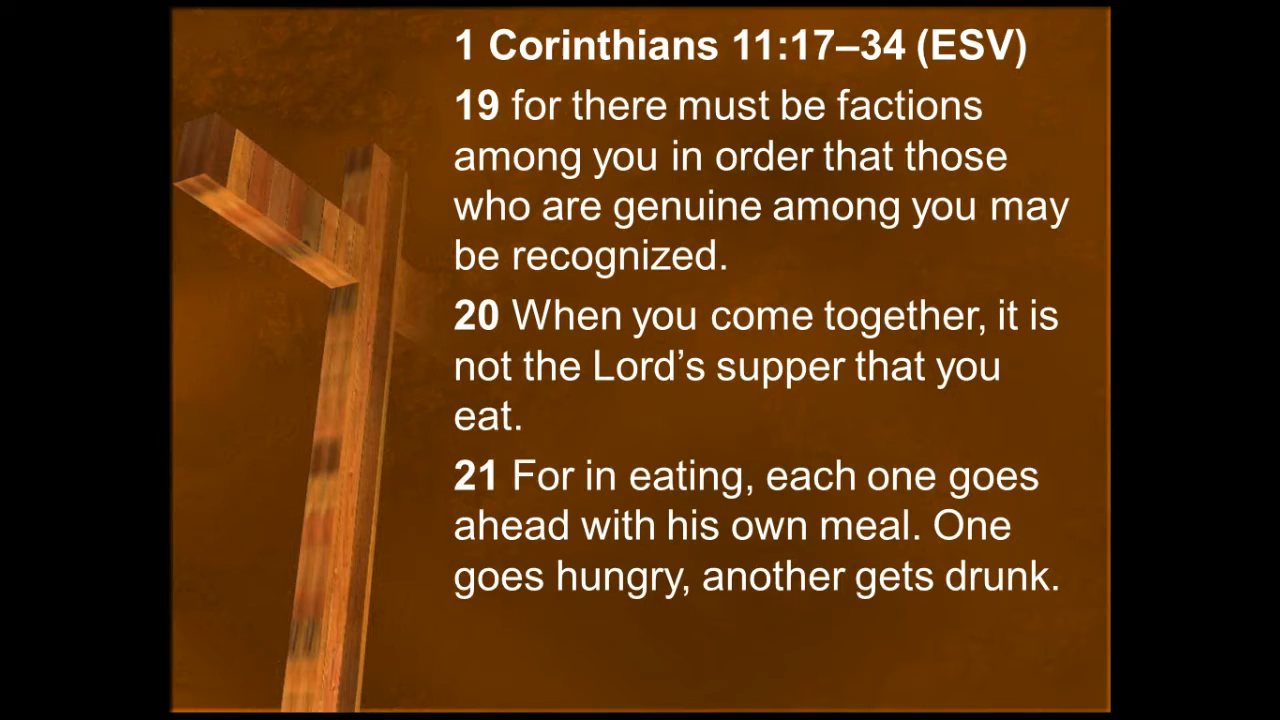 1 Corinthians 11:17–34 (ESV)
19 for there must be factions
among you in order that those
who are genuine among you may
be recognized.
20 When you come together, it is
not the Lord’s supper that you
eat.
21 For in eating, each one goes
ahead with his own meal. One
goes hungry, another gets drunk.